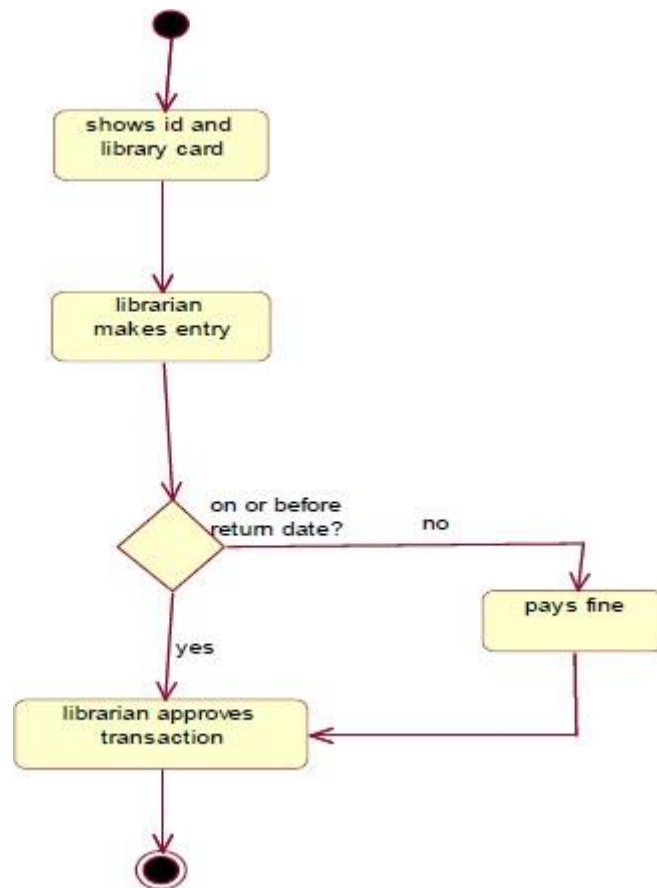 shows id and
library card
librarian
makes entry
on or before
return date?
no
pays fine
yes
librarian approves
transaction